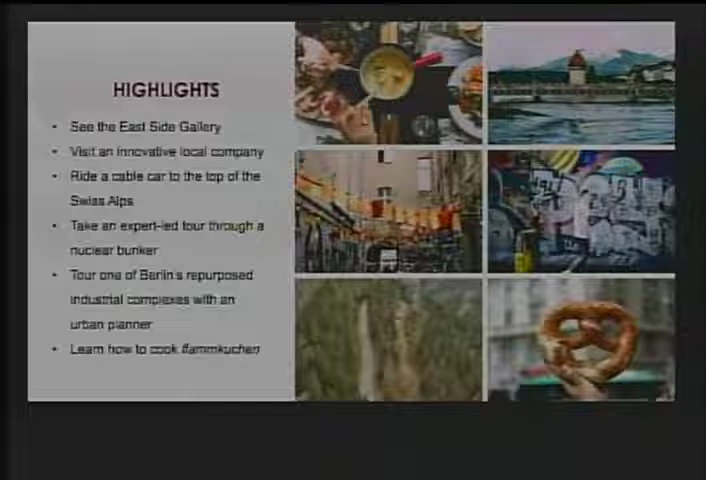 HIGHLIGHTS
• See the East Side Gallery
• Visit an innovative local company
• Ride a cable car to the top of the
Swiss Alps
• Take an expert-led tour through a
nuclear bunker
• Tour one of Berlin's repurposed
industrial complexes with an
urban planner
• Learn how to cook flammkuchen